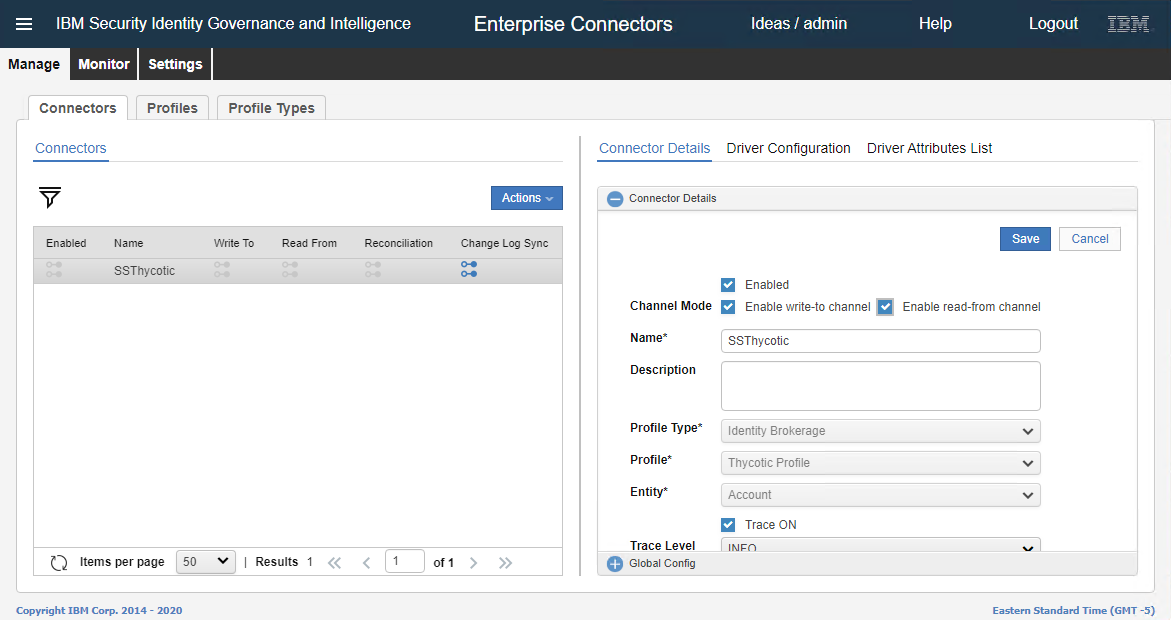 IBM Security Identity Governance and Intelligence Enterprise Connectors Ideas / admin Help Logout IBM
Manage Monitor Settings
Connectors Profiles Profile Types
Connectors
Actions
Enabled Name Write To Read From Reconciliation Change Log Sync
SSThycotic
Items per page 50 | Results 1 1 of 1
Connector Details Driver Configuration Driver Attributes List
Connector Details
Save Cancel
Enabled
Channel Mode Enable write-to channel Enable read-from channel
Name* SSThycotic
Description
Profile Type* Identity Brokerage
Profile* Thycotic Profile
Entity* Account
Trace ON
Trace Level INFO
Global Config
Copyright IBM Corp. 2014 - 2020 Eastern Standard Time (GMT -5)